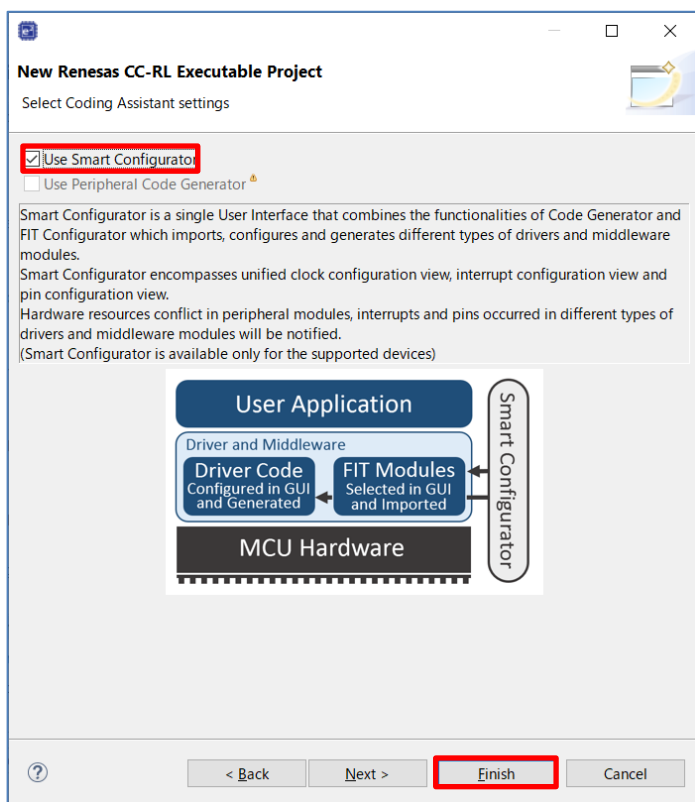 New Renesas CC-RL Executable Project
Select Coding Assistant settings
Use Smart Configurator
Use Peripheral Code Generator
Smart Configurator is a single User Interface that combines the functionalities of Code Generator and
FIT Configurator which imports, configures and generates different types of drivers and middleware
modules.
Smart Configurator encompasses unified clock configuration view, interrupt configuration view and
pin configuration view.
Hardware resources conflict in peripheral modules, interrupts and pins occurred in different types of
drivers and middleware modules will be notified.
(Smart Configurator is available only for the supported devices)
User Application
Driver and Middleware
Driver Code
Configured in GUI
and Generated
FIT Modules
Selected in GUI
and Imported
MCU Hardware
Smart Configurator
< Back
Next >
Finish
Cancel